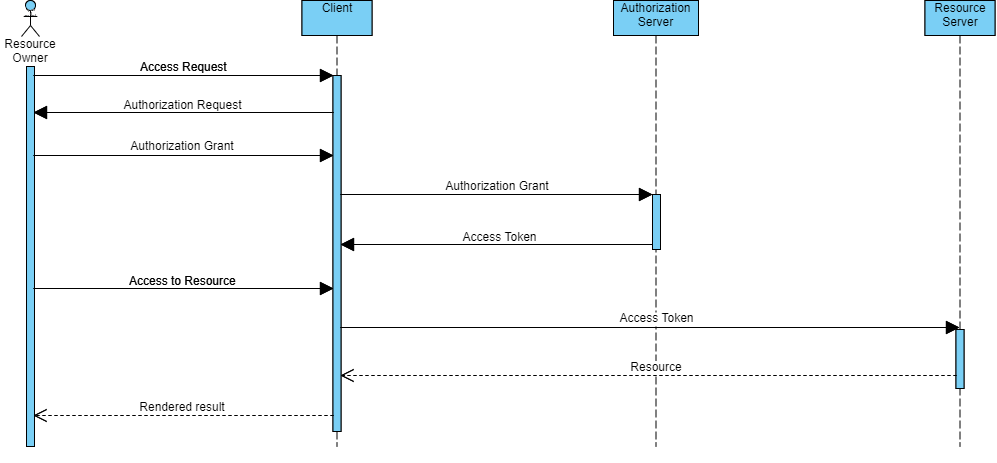 Client
Authorization
Server
Resource
Server
Resource
Owner
Access Request
Authorization Request
Authorization Grant
Authorization Grant
Access Token
Access to Resource
Access Token
Resource
Rendered result